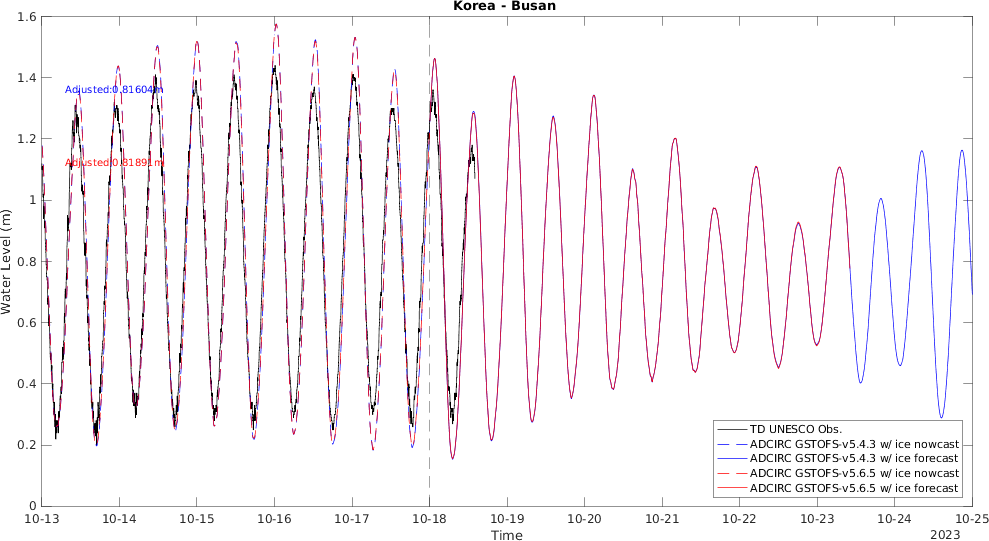 Korea - Busan
Water Level (m)
1.6
1.4
1.2
1
0.8
0.6
0.4
0.2
0
Adjusted:0.81604m
Adjusted:0.81891m
TD UNESCO Obs.
ADCIRC GSTOFS-v5.4.3 w/ ice nowcast
ADCIRC GSTOFS-v5.4.3 w/ ice forecast
ADCIRC GSTOFS-v5.6.5 w/ ice nowcast
ADCIRC GSTOFS-v5.6.5 w/ ice forecast
10-13 10-14 10-15 10-16 10-17 10-18 10-19 10-20 10-21 10-22 10-23 10-24 10-25
Time
2023